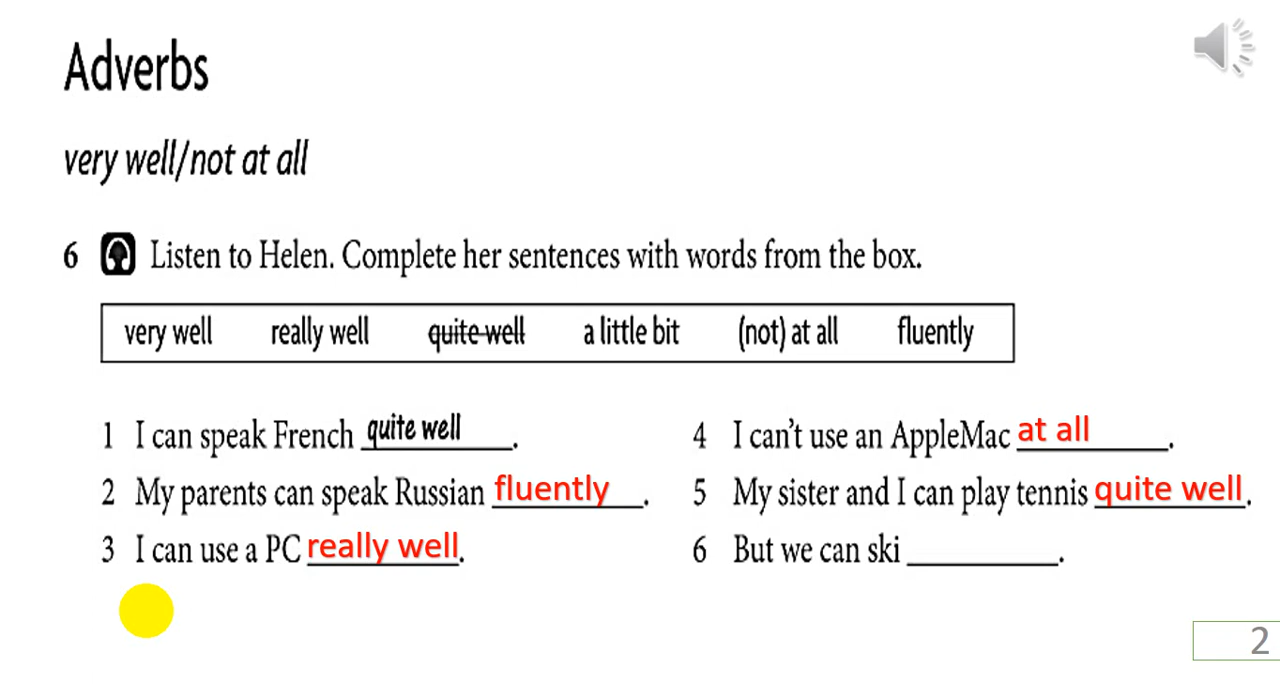 Adverbs
very well/not at all
6 Listen to Helen. Complete her sentences with words from the box.
very well really well quite well a little bit (not) at all fluently
1 I can speak French quite well.
2 My parents can speak Russian fluently.
3 I can use a PC really well.
4 I can't use an AppleMac at all.
5 My sister and I can play tennis quite well.
6 But we can ski ____________.
2